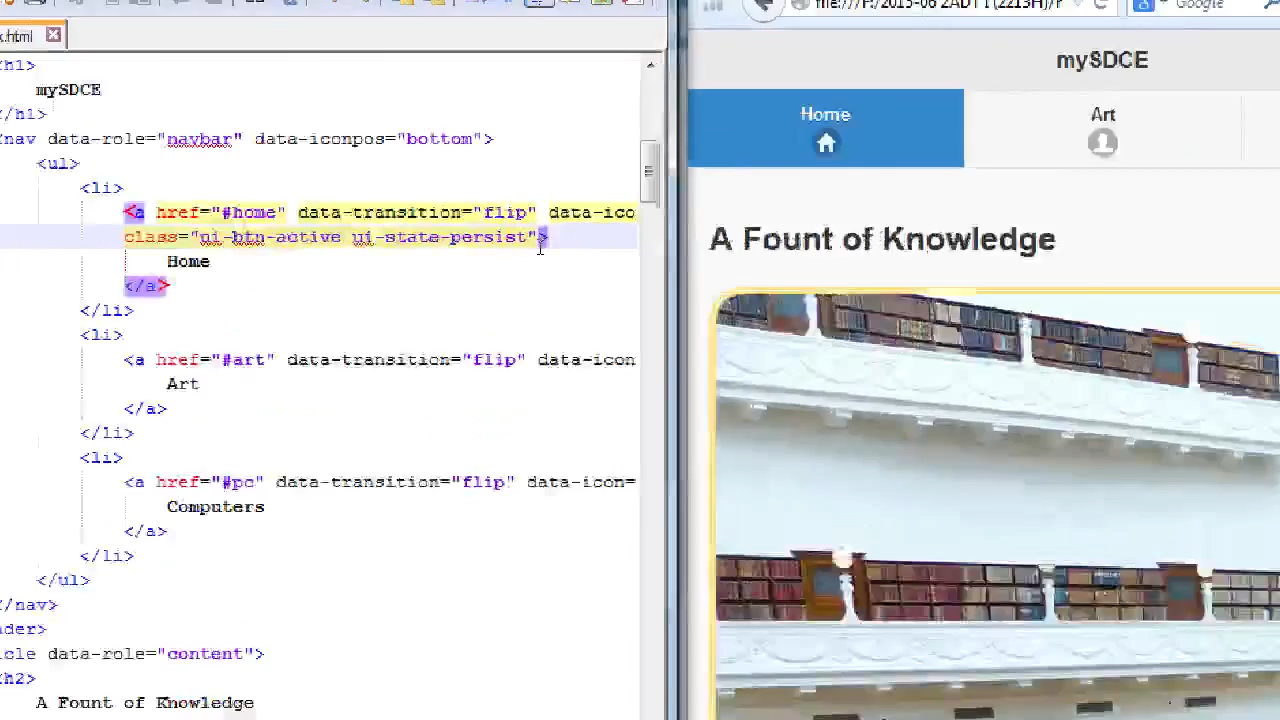 .html
h1>
mySDCE
</h1>
nav data-role="navbar" data-iconpos="bottom">
<ul>
<li>
<a href="#home" data-transition="flip" data-ico
class="ui-btn-active ui-state-persist">
Home
</a>
</li>
<li>
<a href="#art" data-transition="flip" data-icon
Art
</a>
</li>
<li>
<a href="#pc" data-transition="flip" data-icon=
Computers
</a>
</li>
</ul>
/nav>
der>
cle data-role="content">
h2>
A Fount of Knowledge
Google
mySDCE
Home
Art
A Fount of Knowledge